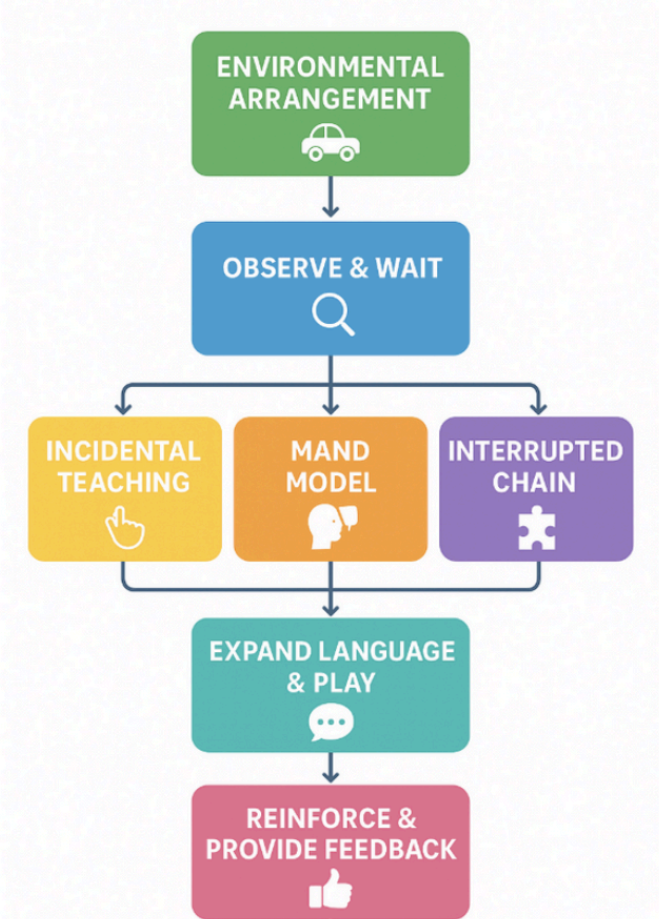 ENVIRONMENTAL
ARRANGEMENT
OBSERVE & WAIT
INCIDENTAL
TEACHING
MAND
MODEL
INTERRUPTED
CHAIN
EXPAND LANGUAGE
& PLAY
REINFORCE &
PROVIDE FEEDBACK